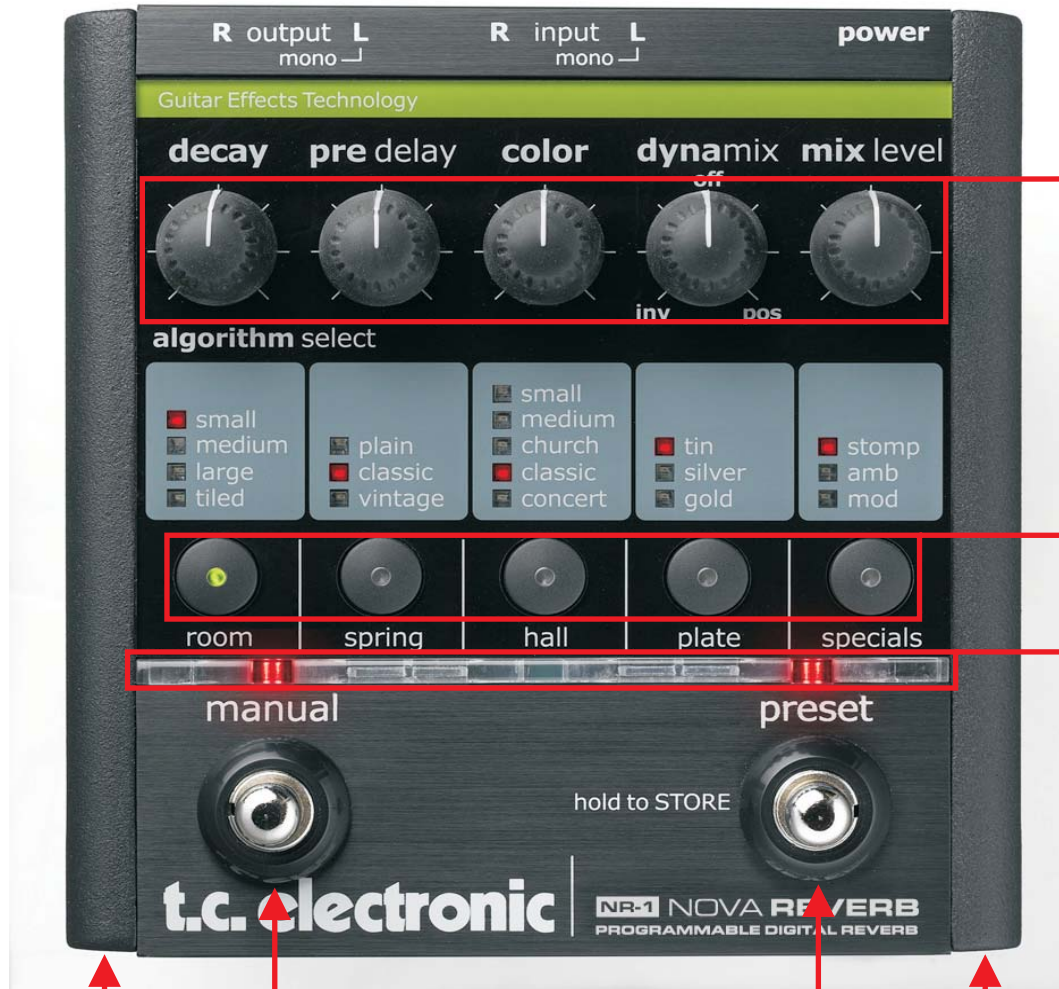 R output L R input L power
mono mono
Guitar Effects Technology
decay pre delay color dynamix mix level
off
inv pos
algorithm select
small
medium
large
tiled
plain
classic
vintage
small
medium
church
classic
concert
tin
silver
gold
stomp
amb
mod
room spring hall plate specials
manual preset
hold to STORE
t.c. electronic NR-1 NOVA REVERB
PROGRAMMABLE DIGITAL REVERB